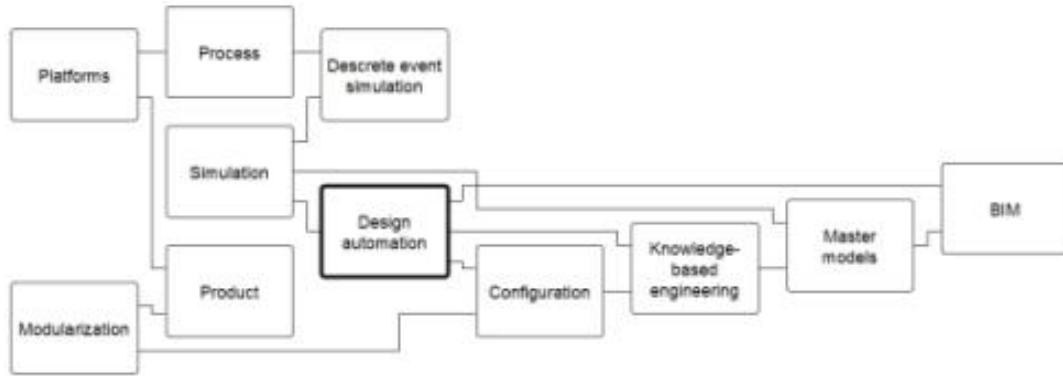 Platforms
Process
Descrete event
simulation
Simulation
Design
automation
BIM
Master
models
Knowledge-
based
engineering
Product
Configuration
Modularization